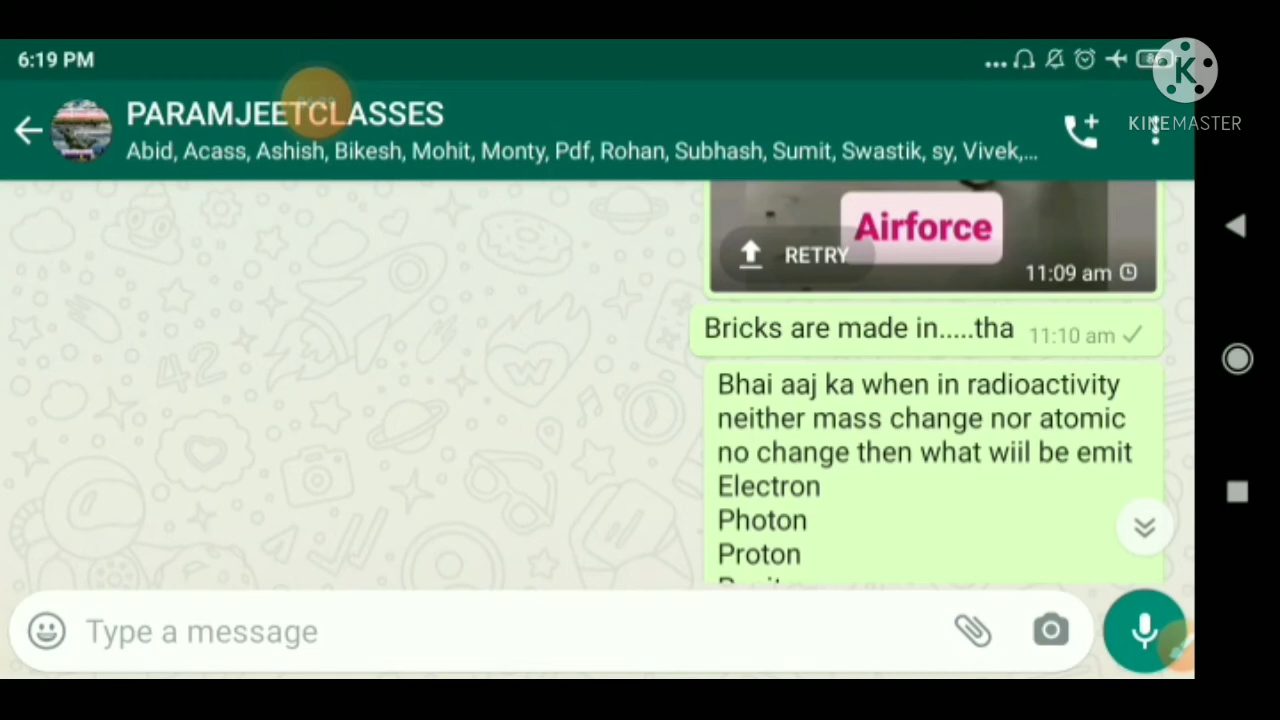 6:19 PM
KINEMASTER
PARAMJEETCLASSES
Abid, Acass, Ashish, Bikesh, Mohit, Monty, Pdf, Rohan, Subhash, Sumit, Swastik, sy, Vivek,...
Airforce
RETRY
11:09 am
Bricks are made in.....tha 11:10 am
Bhai aaj ka when in radioactivity
neither mass change nor atomic
no change then what wiil be emit
Electron
Photon
Proton
Type a message